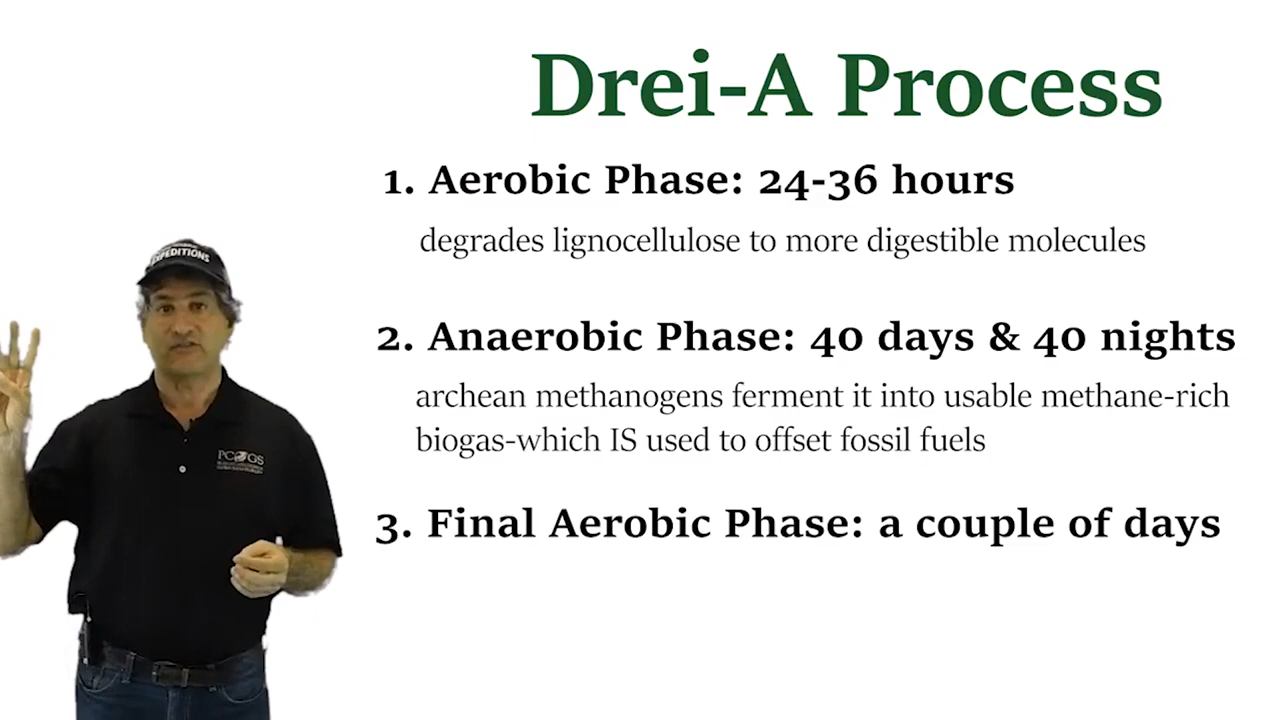 Drei-A Process
1. Aerobic Phase: 24-36 hours
degrades lignocellulose to more digestible molecules
2. Anaerobic Phase: 40 days & 40 nights
archean methanogens ferment it into usable methane-rich
biogas-which IS used to offset fossil fuels
3. Final Aerobic Phase: a couple of days
EXPEDITIONS
PC GS